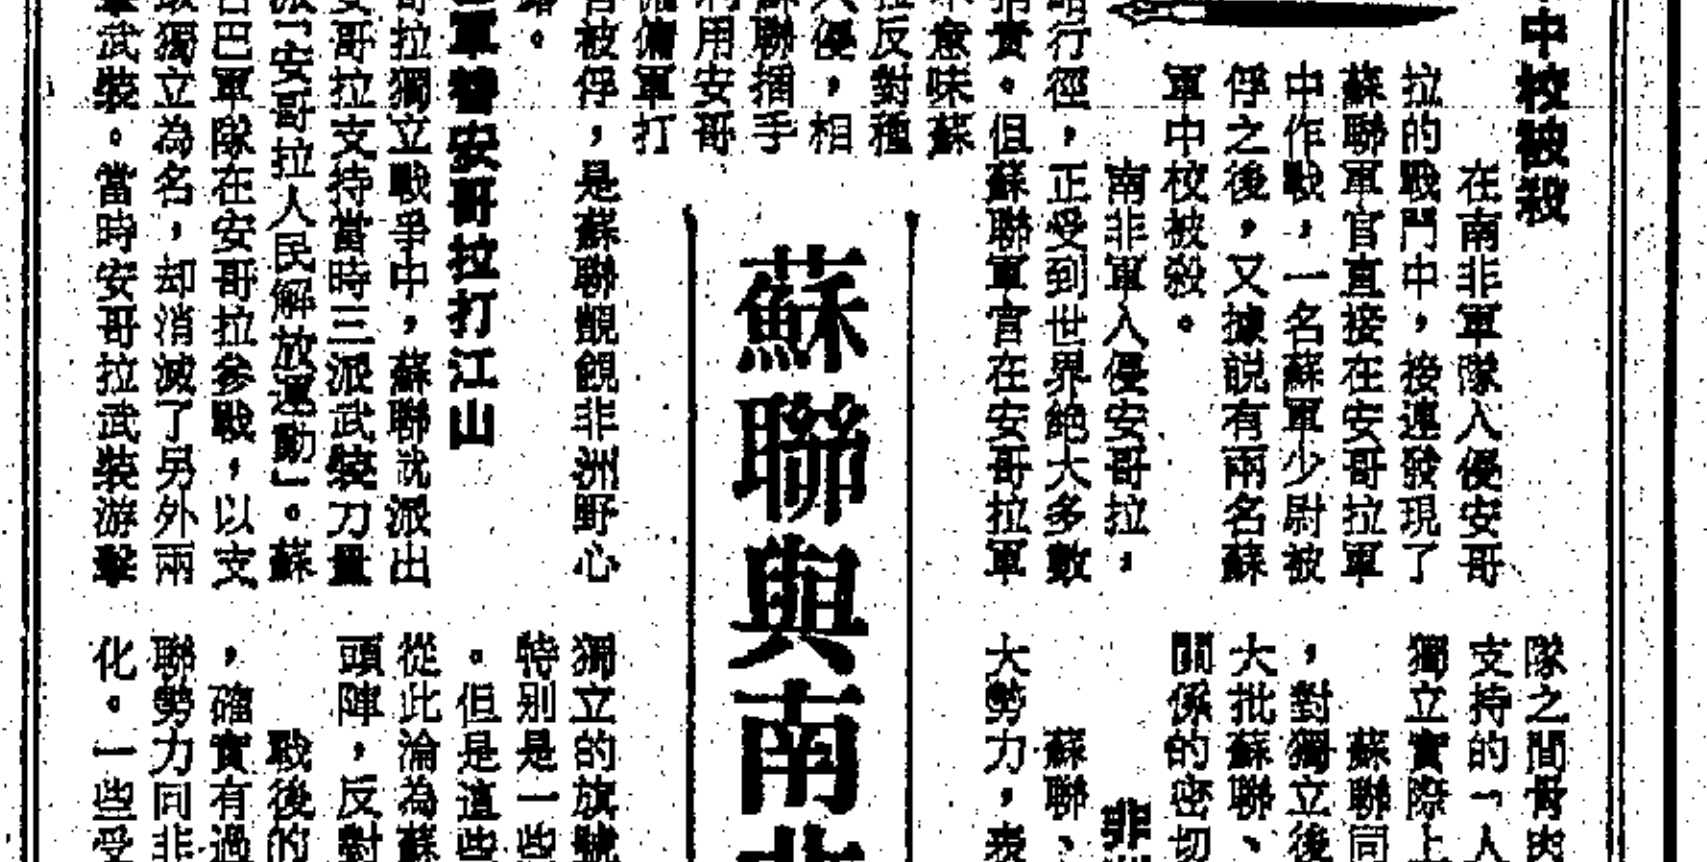 中校被殺
在南非軍隊入侵安哥
拉的戰鬥中，接連發現了
蘇聯軍官直接在安哥拉軍
中作戰，一名蘇軍少尉被
俘之後，又據説有兩名蘇
軍中校被殺。
南非軍入侵安哥拉，
行徑，正受到世界絶大多數
。但蘇聯軍官在安哥拉軍
意味蘇
反對種
侵，相
蘇聯插手
利用安哥
傭軍打
被俘，是蘇聯覬覦非洲野心
。
軍替安哥拉打江山
哥拉獨立戰爭中，蘇聯就派出
安哥拉支持當時三派武裝力量
「安哥拉人民解放運動」。蘇
古巴軍隊在安哥拉參戰，以支
獨立為名，却消滅了另外兩
武裝。當時安哥拉武裝游擊
蘇聯與南非
隊之間骨肉
支持的「人
獨立實際上
蘇聯同
，對獨立後
大批蘇聯、
關係的密切
非
蘇聯、
大勢力，表
獨立的旗號
特別是一些
。但是這些
從此淪為蘇
頭陣，反對
戰後的
，確實有過
聯勢力同非
化。一些受